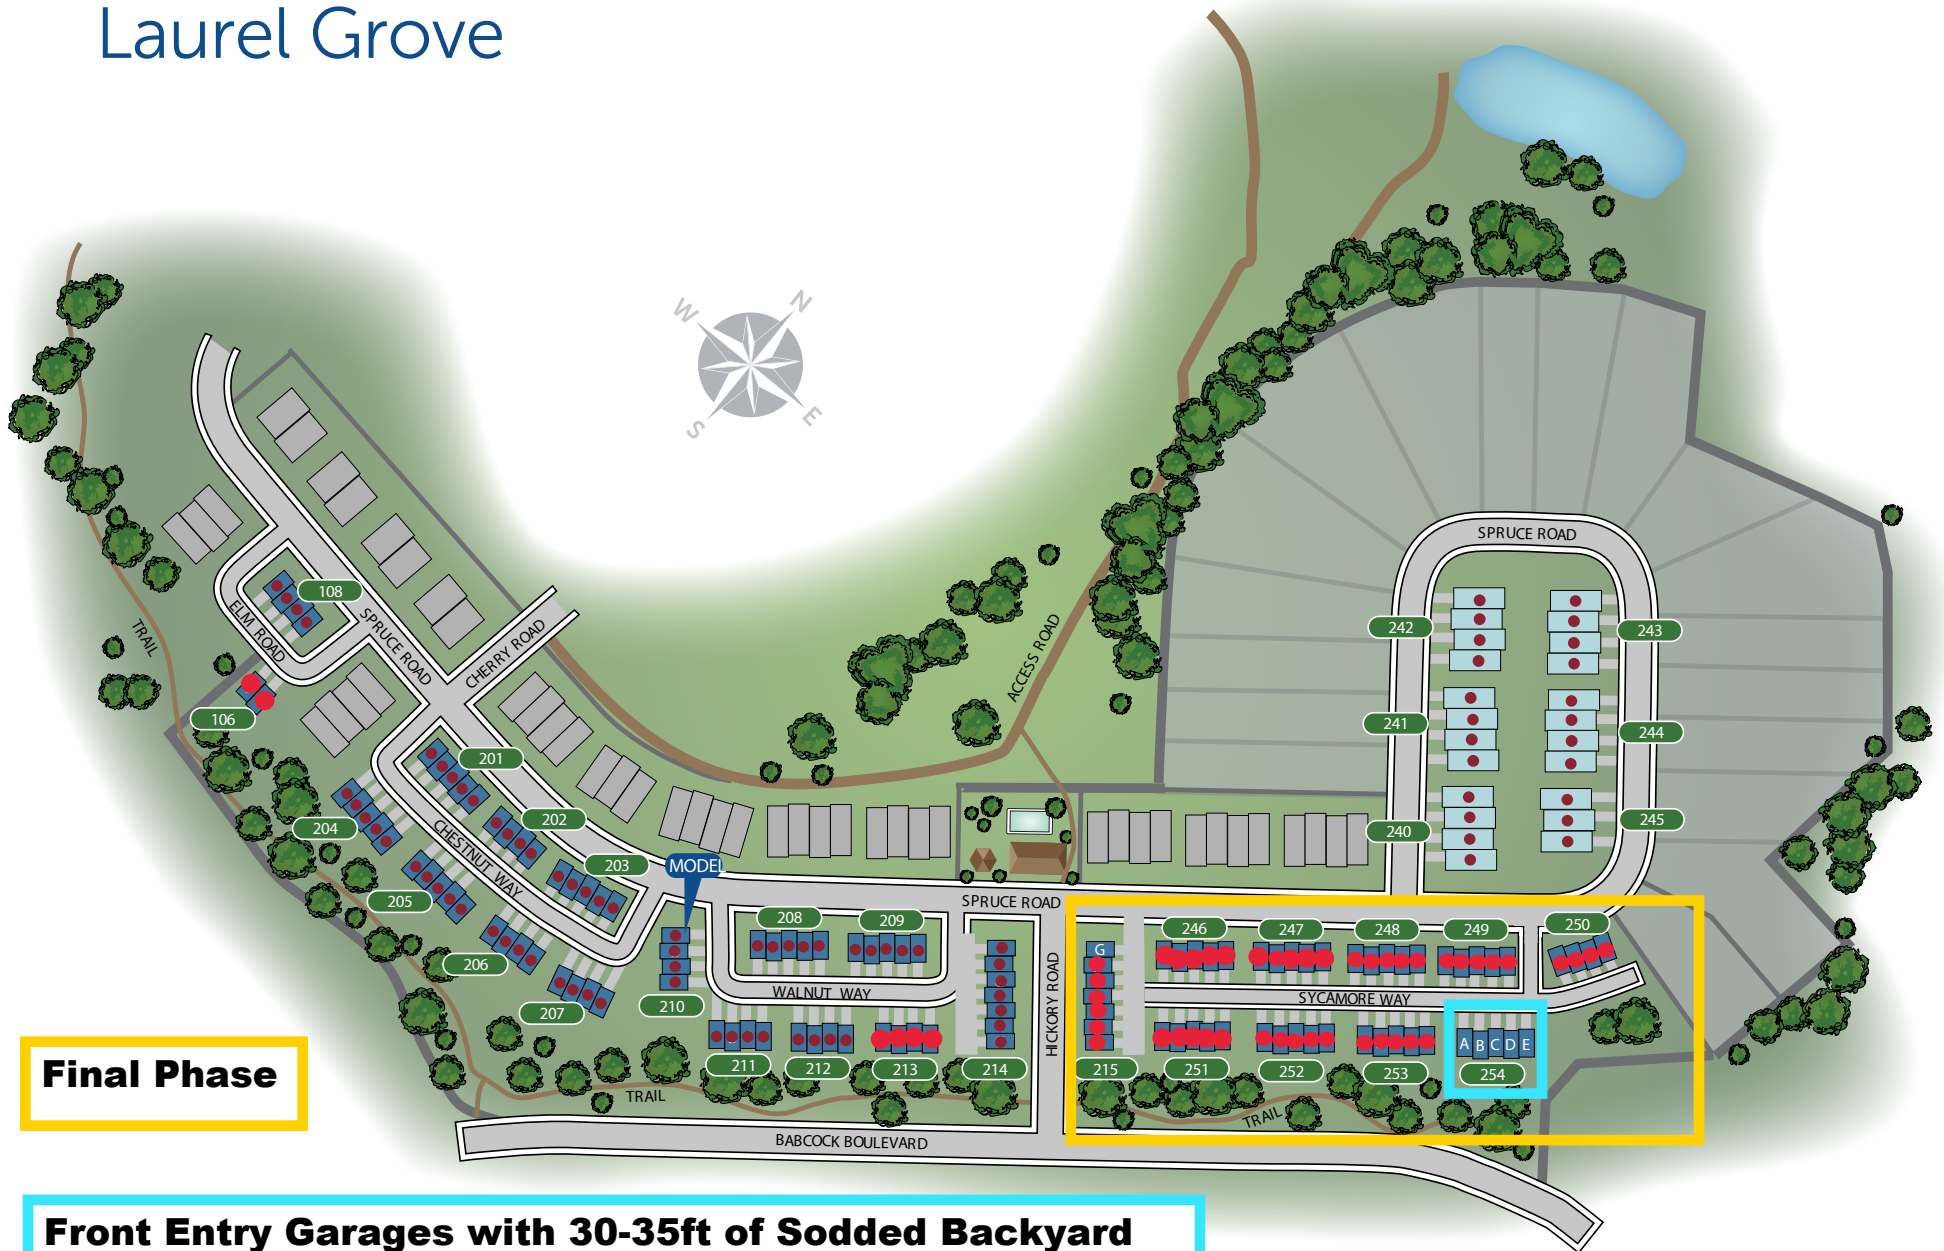 Laurel Grove
N
W
E
S
SPRUCE ROAD
108
ELM ROAD
SPRUCE ROAD
CHERRY ROAD
TRAIL
ACCESS ROAD
242
243
106
241
244
201
202
204
240
245
203
MODEL
CHESTNUT WAY
205
SPRUCE ROAD
208
209
246
247
248
249
250
G
206
207
210
WALNUT WAY
HICKORY ROAD
SYCAMORE WAY
A B C D E
211
212
213
214
215
251
252
253
254
Final Phase
TRAIL
TRAIL
BABCOCK BOULEVARD
Front Entry Garages with 30-35ft of Sodded Backyard